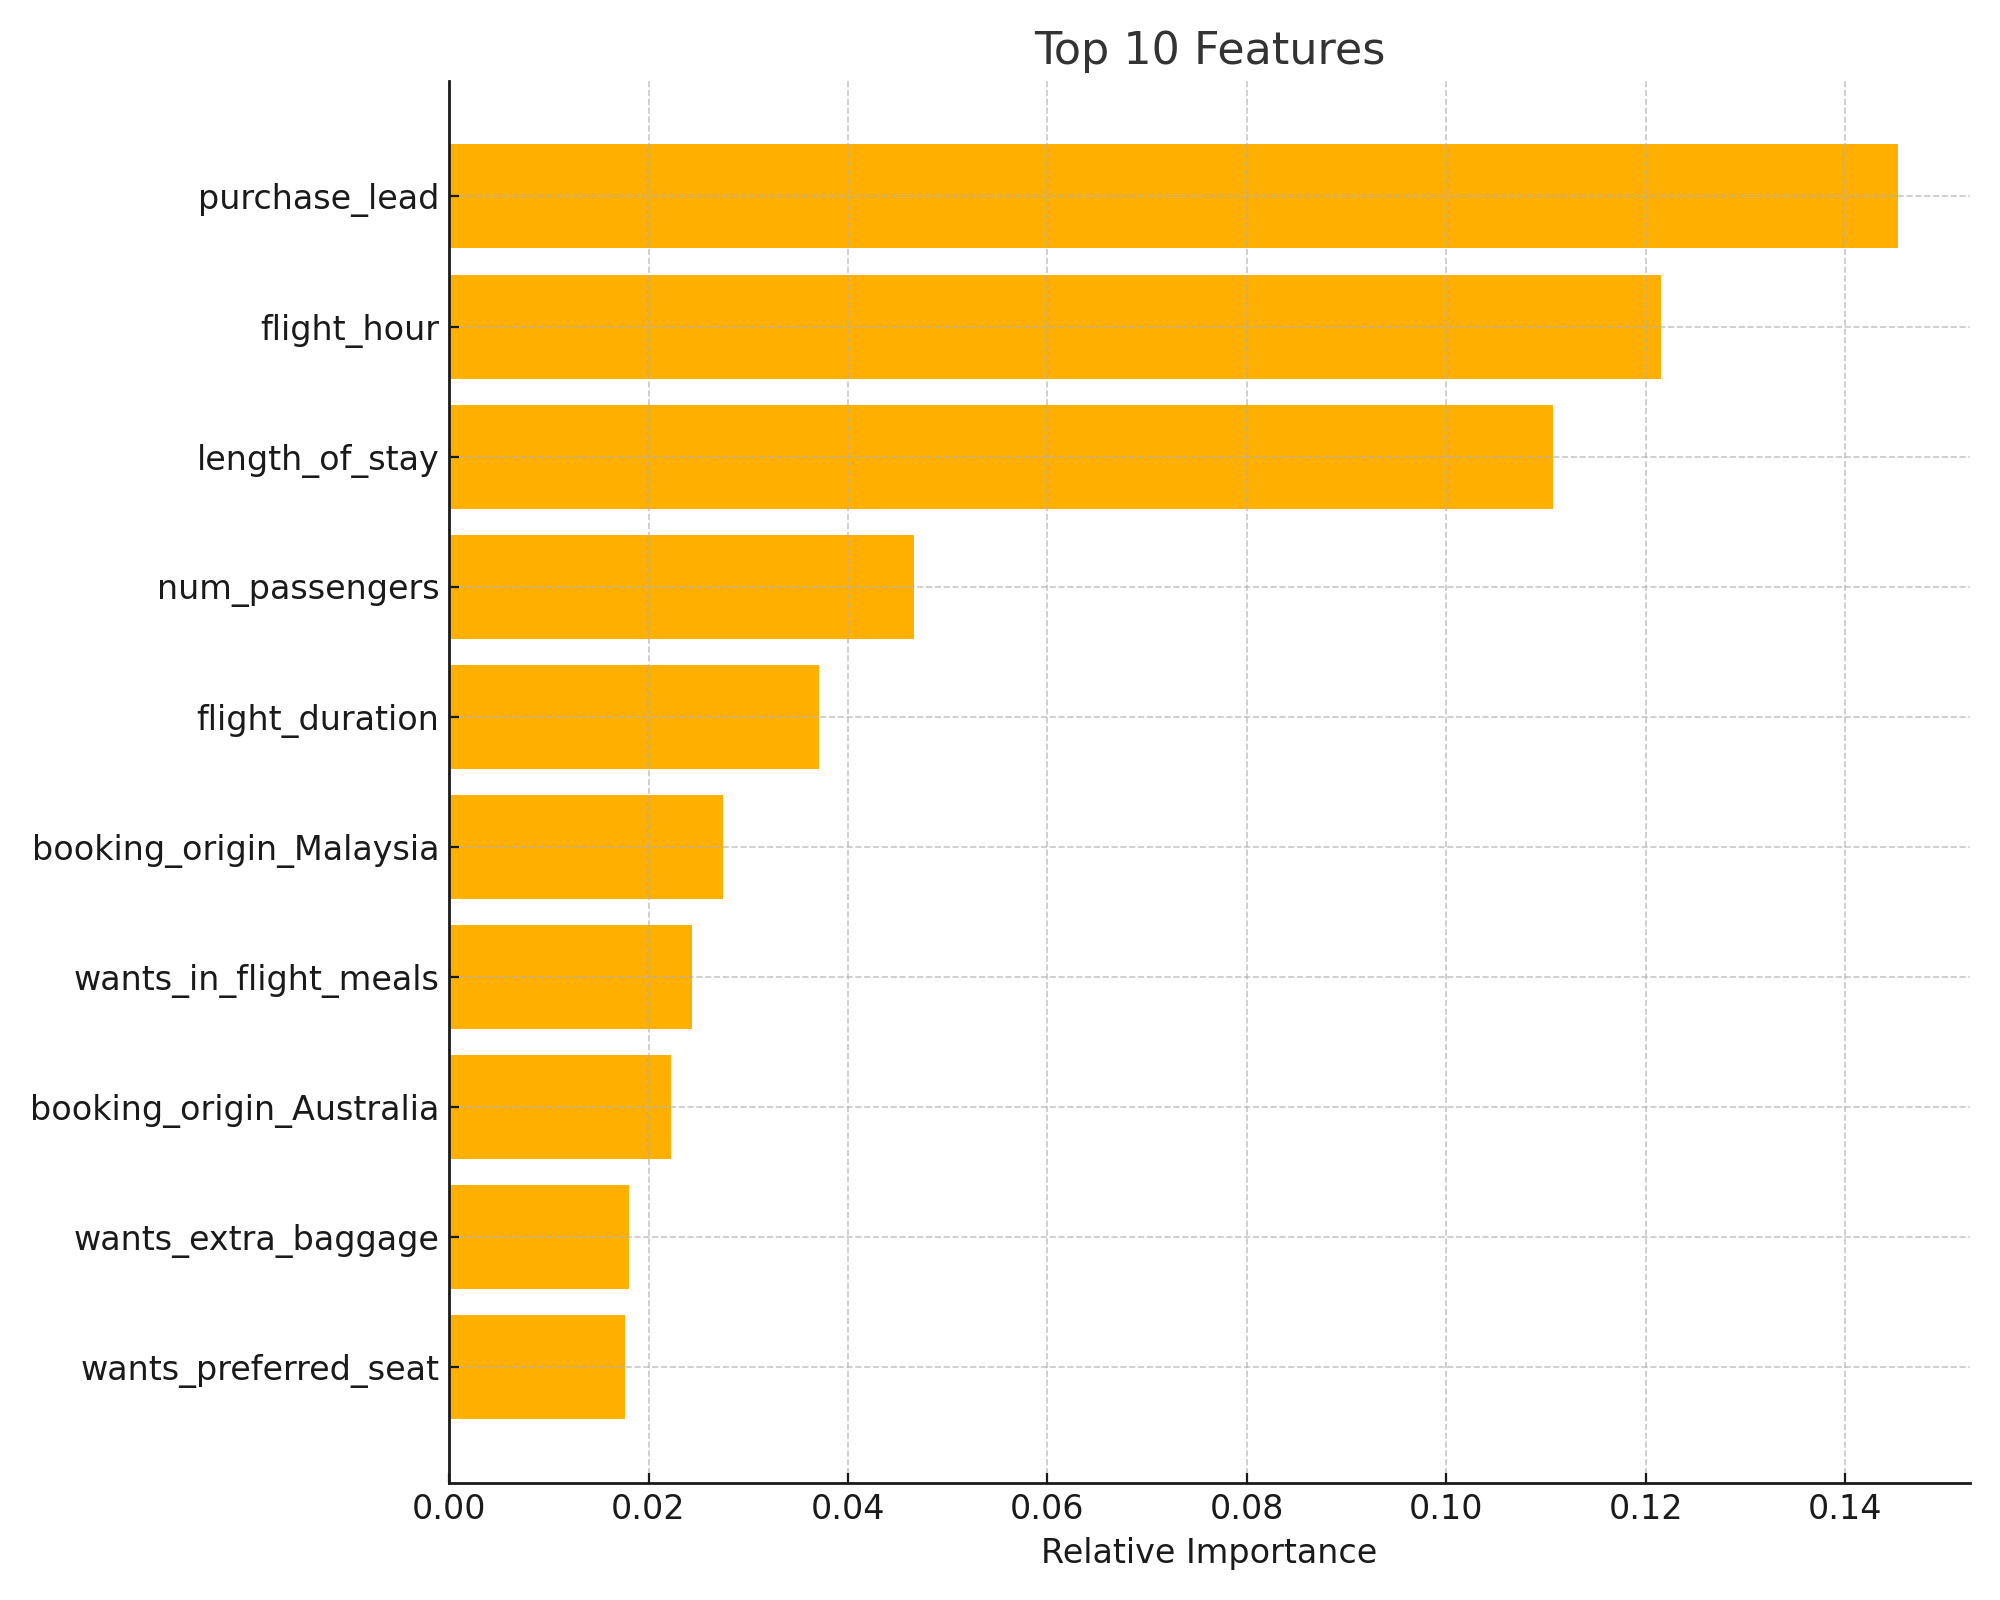 Top 10 Features
purchase_lead
flight_hour
length_of_stay
num_passengers
flight_duration
booking_origin_Malaysia
wants_in_flight_meals
booking_origin_Australia
wants_extra_baggage
wants_preferred_seat
0.00 0.02 0.04 0.06 0.08 0.10 0.12 0.14
Relative Importance